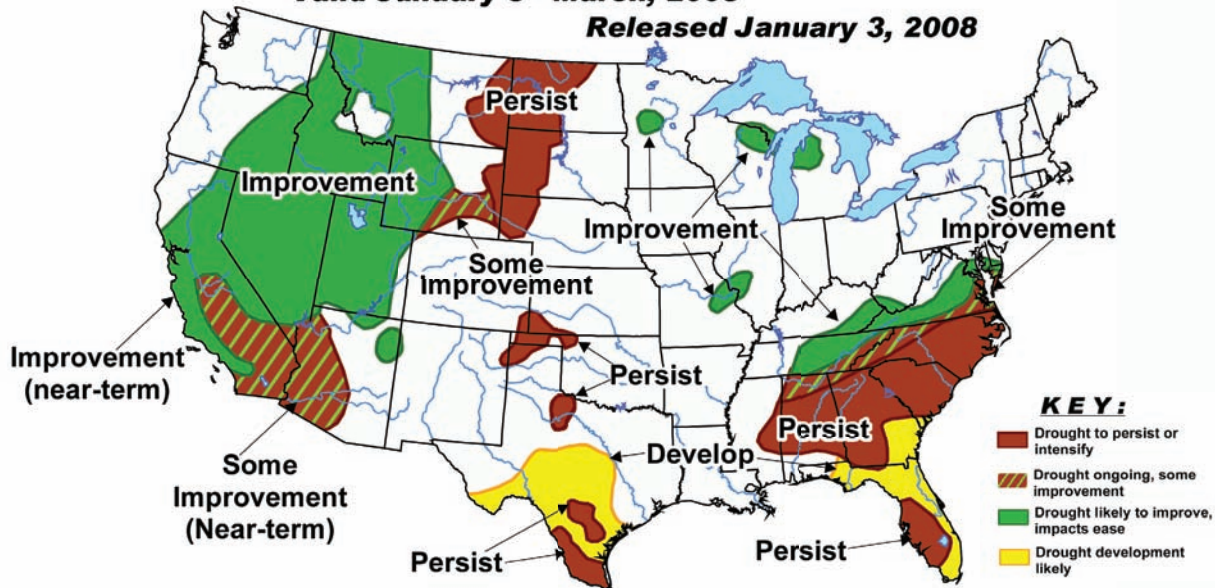 Released January 3, 2008
Persist
Improvement
Improvement
Some
Improvement
Some
Improvement
Improvement
(near-term)
Persist
Some
Improvement
(Near-term)
Develop
Persist
Persist
Persist
KEY:
Drought to persist or
intensify
Drought ongoing, some
improvement
Drought likely to improve,
impacts ease
Drought development
likely